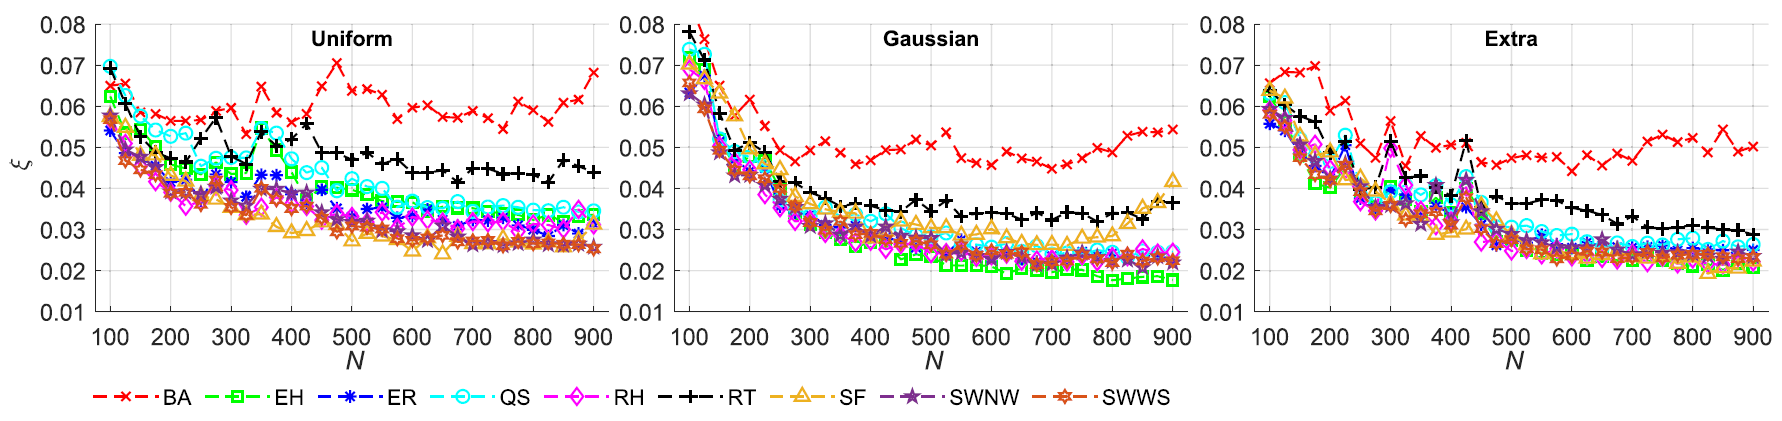 0.08 0.08 0.08
Uniform Gaussian Extra
0.07 0.07 0.07
0.06 0.06 0.06
0.05 0.05 0.05
ξ
0.04 0.04 0.04
0.03 0.03 0.03
0.02 0.02 0.02
0.01 0.01 0.01
100 200 300 400 500 600 700 800 900 100 200 300 400 500 600 700 800 900 100 200 300 400 500 600 700 800 900
N N N
BA EH ER QS RH RT SF SWNW SWWS